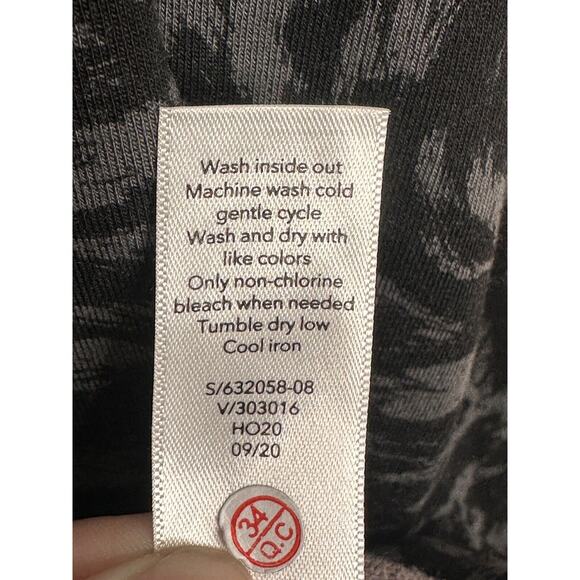 Wash inside out
Machine wash cold
gentle cycle
Wash and dry with
like colors
Only non-chlorine
bleach when needed
Tumble dry low
Cool iron
S/632058-08
V/303016
HO20
09/20
34
Q.C